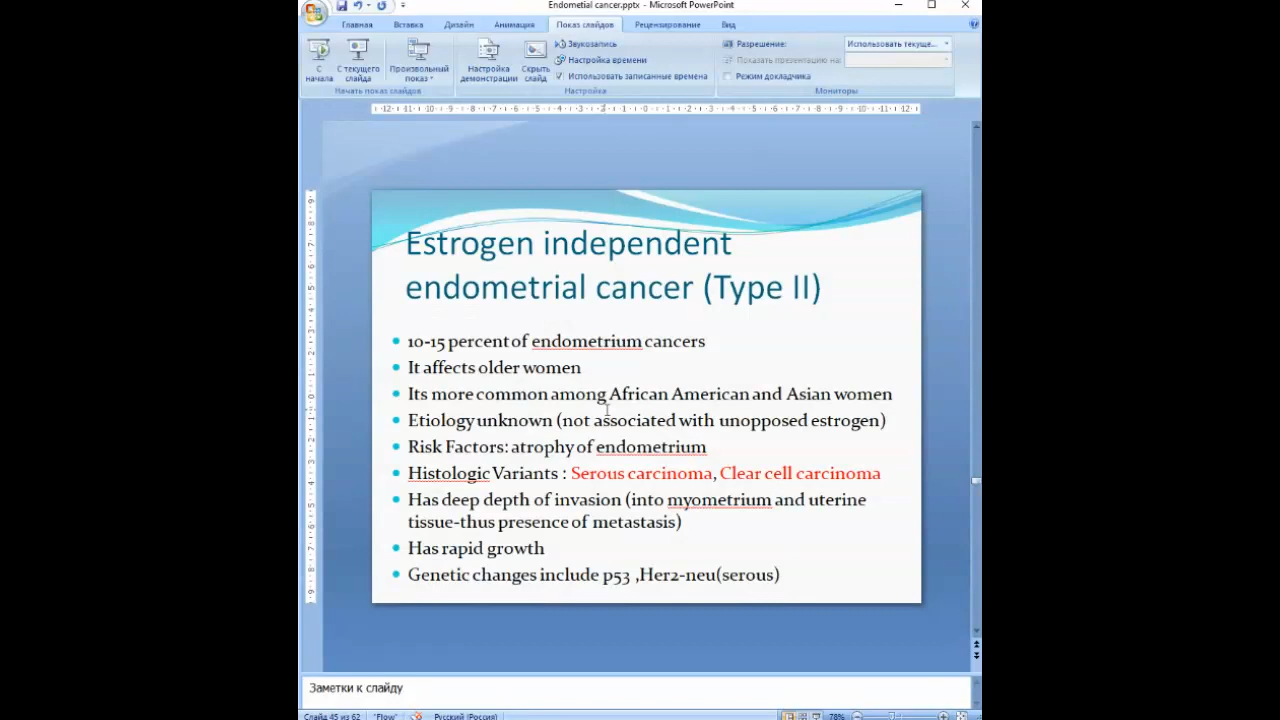 Endometial cancer.pptx - Microsoft PowerPoint
Главная Вставка Дизайн Анимация Показ слайдов Рецензирование Вид
С начала
С текущего слайда
Произвольный показ
Начать показ слайдов
Настройка демонстрации
Скрыть слайд
Звукозапись
Настройка времени
Использовать записанные времена
Настройка
Разрешение: Использовать текуще...
Показать презентацию на:
Режим докладчика
Мониторы
Estrogen independent
endometrial cancer (Type II)
• 10-15 percent of endometrium cancers
• It affects older women
• Its more common among African American and Asian women
• Etiology unknown (not associated with unopposed estrogen)
• Risk Factors: atrophy of endometrium
• Histologic Variants : Serous carcinoma, Clear cell carcinoma
• Has deep depth of invasion (into myometrium and uterine
tissue-thus presence of metastasis)
• Has rapid growth
• Genetic changes include p53 ,Her2-neu(serous)
Заметки к слайду
Слайд 45 из 62 "Flow" Русский (Россия) 78%